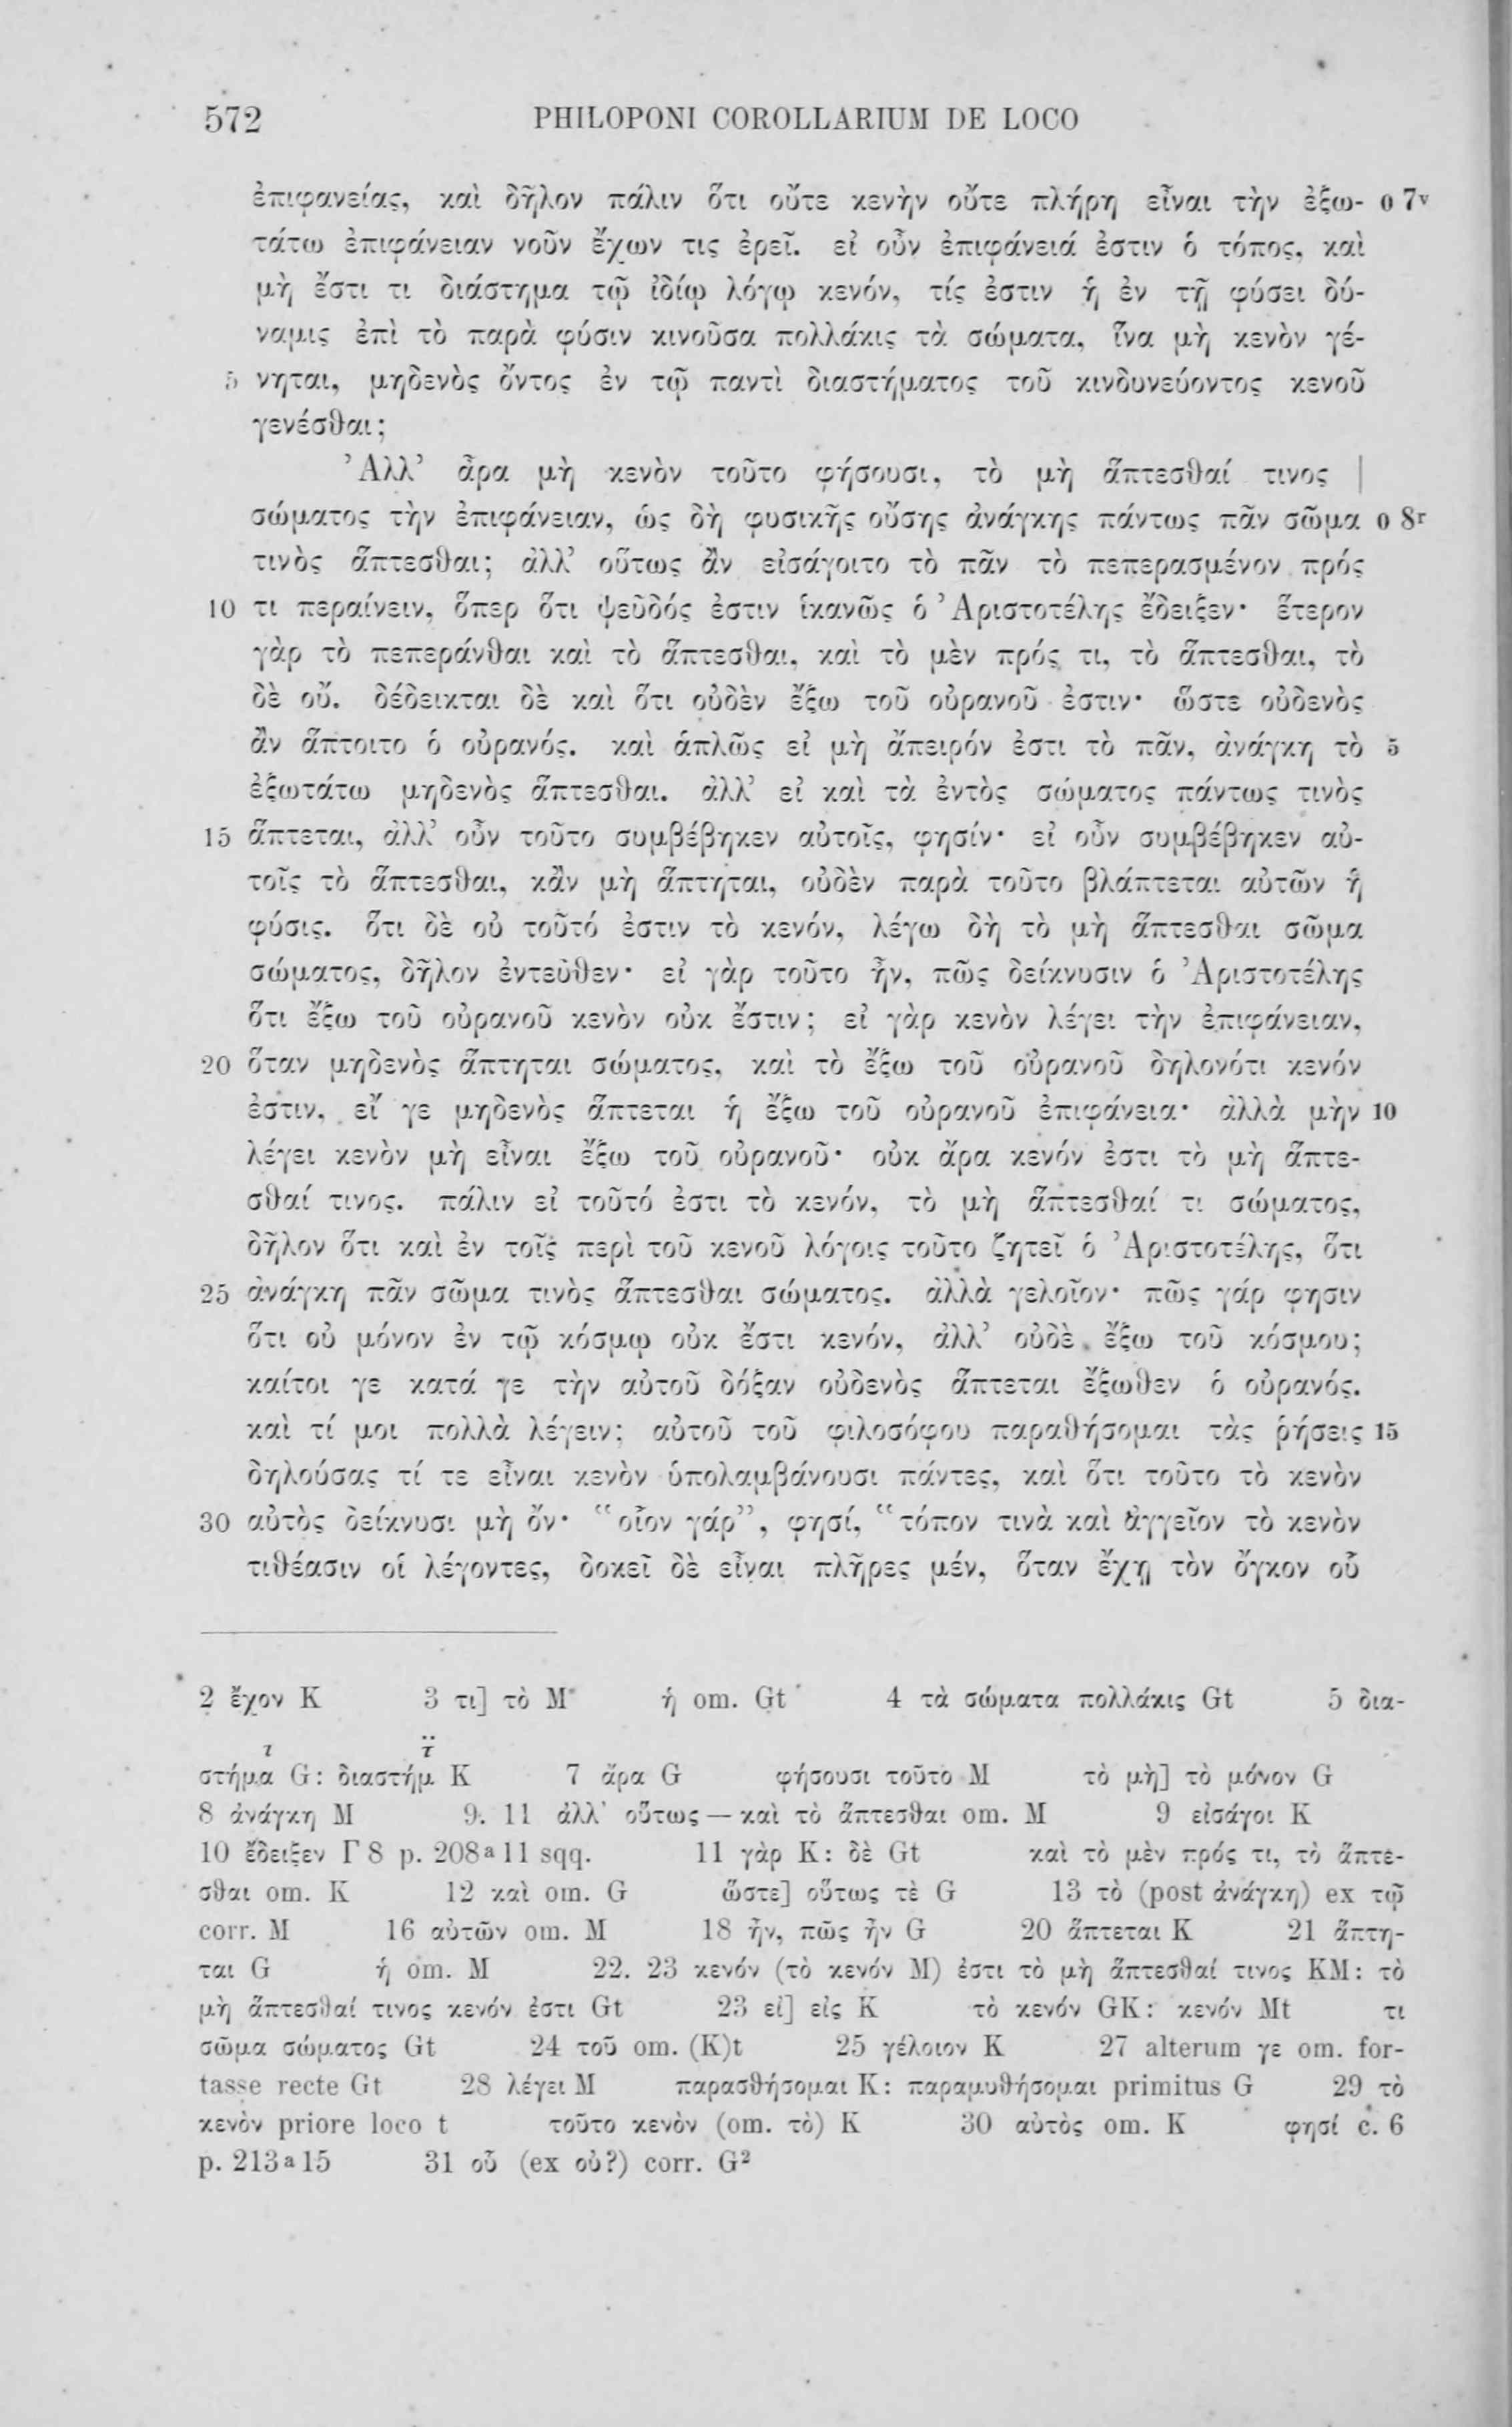 572 PHILOPONI COROLLARIUM DE LOCO
ἐπιφανείας, καὶ δῆλον πάλιν ὅτι οὔτε κενὴν οὔτε πλήρη εἶναι τὴν ἐξω- o 7v
τάτω ἐπιφάνειαν νοῦν ἔχων τις ἐρεῖ. εἰ οὖν ἐπιφάνειά ἐστιν ὁ τόπος, καὶ
μὴ ἔστι τι διάστημα τῷ ἰδίῳ λόγῳ κενόν, τίς ἐστιν ἡ ἐν τῇ φύσει δύ-
ναμις ἐπὶ τὸ παρὰ φύσιν κινοῦσα πολλάκις τὰ σώματα, ἵνα μὴ κενὸν γέ-
5 νηται, μηδενὸς ὄντος ἐν τῷ παντὶ διαστήματος τοῦ κινδυνεύοντος κενοῦ
γενέσθαι;
Ἀλλ’ ἆρα μὴ κενὸν τοῦτο φήσουσι, τὸ μὴ ἅπτεσθαί τινος |
σώματος τὴν ἐπιφάνειαν, ὡς δὴ φυσικῆς οὔσης ἀνάγκης πάντως πᾶν σῶμα o 8r
τινὸς ἅπτεσθαι; ἀλλ’ οὕτως ἂν εἰσάγοιτο τὸ πᾶν τὸ πεπερασμένον πρός
10 τι περαίνειν, ὅπερ ὅτι ψεῦδός ἐστιν ἱκανῶς ὁ Ἀριστοτέλης ἔδειξεν· ἕτερον
γὰρ τὸ πεπεράνθαι καὶ τὸ ἅπτεσθαι, καὶ τὸ μὲν πρός τι, τὸ ἅπτεσθαι, τὸ
δὲ οὔ. δέδεικται δὲ καὶ ὅτι οὐδὲν ἔξω τοῦ οὐρανοῦ ἐστιν· ὥστε οὐδενὸς
ἂν ἅπτοιτο ὁ οὐρανός. καὶ ἁπλῶς εἰ μὴ ἄπειρόν ἐστι τὸ πᾶν, ἀνάγκη τὸ 5
ἐξωτάτω μηδενὸς ἅπτεσθαι. ἀλλ’ εἰ καὶ τὰ ἐντὸς σώματος πάντως τινὸς
15 ἅπτεται, ἀλλ’ οὖν τοῦτο συμβέβηκεν αὐτοῖς, φησίν· εἰ οὖν συμβέβηκεν αὐ-
τοῖς τὸ ἅπτεσθαι, κἂν μὴ ἅπτηται, οὐδὲν παρὰ τοῦτο βλάπτεται αὐτῶν ἡ
φύσις. ὅτι δὲ οὐ τοῦτό ἐστιν τὸ κενόν, λέγω δὴ τὸ μὴ ἅπτεσθαι σῶμα
σώματος, δῆλον ἐντεῦθεν· εἰ γὰρ τοῦτο ἦν, πῶς δείκνυσιν ὁ Ἀριστοτέλης
ὅτι ἔξω τοῦ οὐρανοῦ κενὸν οὐκ ἔστιν; εἰ γὰρ κενὸν λέγει τὴν ἐπιφάνειαν,
20 ὅταν μηδενὸς ἅπτηται σώματος, καὶ τὸ ἔξω τοῦ οὐρανοῦ δηλονότι κενόν
ἐστιν, εἴ γε μηδενὸς ἅπτεται ἡ ἔξω τοῦ οὐρανοῦ ἐπιφάνεια· ἀλλὰ μὴν 10
λέγει κενὸν μὴ εἶναι ἔξω τοῦ οὐρανοῦ· οὐκ ἄρα κενόν ἐστι τὸ μὴ ἅπτε-
σθαί τινος. πάλιν εἰ τοῦτό ἐστι τὸ κενόν, τὸ μὴ ἅπτεσθαί τι σώματος,
δῆλον ὅτι καὶ ἐν τοῖς περὶ τοῦ κενοῦ λόγοις τοῦτο ζητεῖ ὁ Ἀριστοτέλης, ὅτι
25 ἀνάγκη πᾶν σῶμα τινὸς ἅπτεσθαι σώματος. ἀλλὰ γελοῖον· πῶς γάρ φησιν
ὅτι οὐ μόνον ἐν τῷ κόσμῳ οὐκ ἔστι κενόν, ἀλλ’ οὐδὲ ἔξω τοῦ κόσμου;
καίτοι γε κατά γε τὴν αὐτοῦ δόξαν οὐδενὸς ἅπτεται ἔξωθεν ὁ οὐρανός.
καὶ τί μοι πολλὰ λέγειν; αὐτοῦ τοῦ φιλοσόφου παραθήσομαι τὰς ῥήσεις 15
δηλούσας τί τε εἶναι κενὸν ὑπολαμβάνουσι πάντες, καὶ ὅτι τοῦτο τὸ κενὸν
30 αὐτὸς δείκνυσι μὴ ὄν· “οἷον γάρ”, φησί, “τόπον τινὰ καὶ ἀγγεῖον τὸ κενὸν
τιθέασιν οἱ λέγοντες, δοκεῖ δὲ εἶναι πλῆρες μέν, ὅταν ἔχῃ τὸν ὄγκον οὗ
2 ἔχον K 3 τι] τὸ M ἡ om. Gt 4 τὰ σώματα πολλάκις Gt 5 δια-
ι τ̈
στήμα G: διαστήμ K 7 ἄρα G φήσουσι τοῦτο M τὸ μὴ] τὸ μόνον G
8 ἀνάγκη M 9. 11 ἀλλ’ οὕτως — καὶ τὸ ἅπτεσθαι om. M 9 εἰσάγοι K
10 ἔδειξεν Γ 8 p. 208a11 sqq. 11 γὰρ K: δὲ Gt καὶ τὸ μὲν πρός τι, τὸ ἅπτε-
σθαι om. K 12 καὶ om. G ὥστε] οὕτως τὲ G 13 τὸ (post ἀνάγκη) ex τῷ
corr. M 16 αὐτῶν om. M 18 ἦν, πῶς ἦν G 20 ἅπτεται K 21 ἅπτη-
ται G ἡ om. M 22. 23 κενόν (τὸ κενόν M) ἐστι τὸ μὴ ἅπτεσθαί τινος KM: τὸ
μὴ ἅπτεσθαί τινος κενόν ἐστι Gt 23 εἰ] εἰς K τὸ κενόν GK: κενόν Mt τι
σῶμα σώματος Gt 24 τοῦ om. (K)t 25 γέλοιον K 27 alterum γε om. for-
tasse recte Gt 28 λέγει M παρασθήσομαι K: παραμυθήσομαι primitus G 29 τὸ
κενὸν priore loco t τοῦτο κενὸν (om. τὸ) K 30 αὐτὸς om. K φησί c. 6
p. 213a15 31 οὗ (ex οὐ?) corr. G2